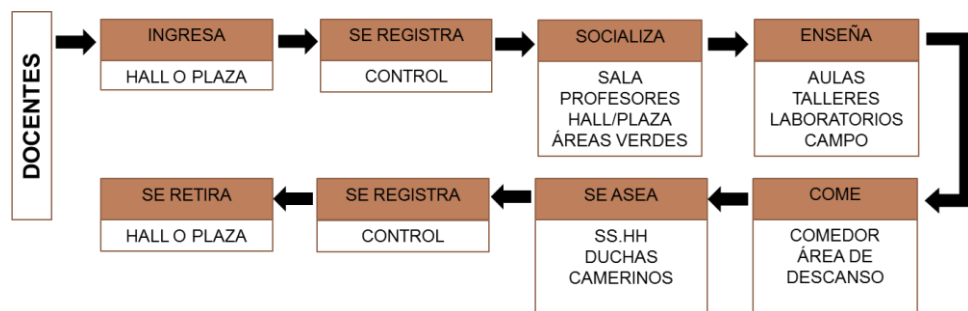 DOCENTES
INGRESA
HALL O PLAZA
SE REGISTRA
CONTROL
SOCIALIZA
SALA
PROFESORES
HALL/PLAZA
ÁREAS VERDES
ENSEÑA
AULAS
TALLERES
LABORATORIOS
CAMPO
COME
COMEDOR
ÁREA DE
DESCANSO
SE ASEA
SS.HH
DUCHAS
CAMERINOS
SE REGISTRA
CONTROL
SE RETIRA
HALL O PLAZA